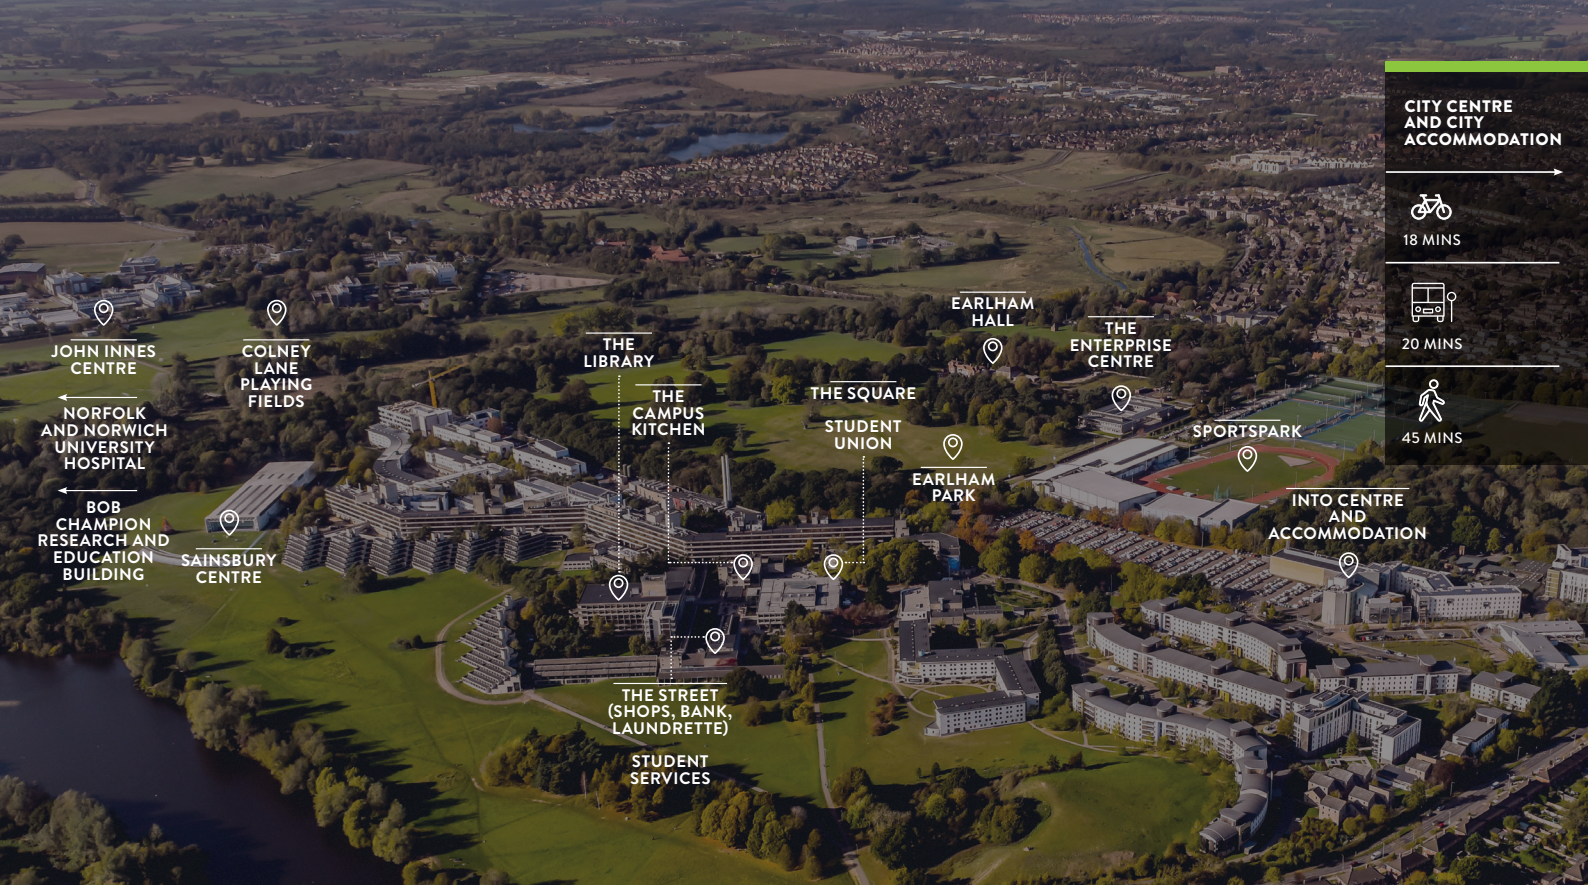 CITY CENTRE
AND CITY
ACCOMMODATION
18 MINS
20 MINS
45 MINS
EARLHAM
HALL
THE
ENTERPRISE
CENTRE
JOHN INNES
CENTRE
COLNEY
LANE
PLAYING
FIELDS
THE
LIBRARY
THE
CAMPUS
KITCHEN
THE SQUARE
STUDENT
UNION
SPORTSPARK
NORFOLK
AND NORWICH
UNIVERSITY
HOSPITAL
EARLHAM
PARK
INTO CENTRE
AND
ACCOMMODATION
BOB
CHAMPION
RESEARCH AND
EDUCATION
BUILDING
SAINSBURY
CENTRE
THE STREET
(SHOPS, BANK,
LAUNDRETTE)
STUDENT
SERVICES